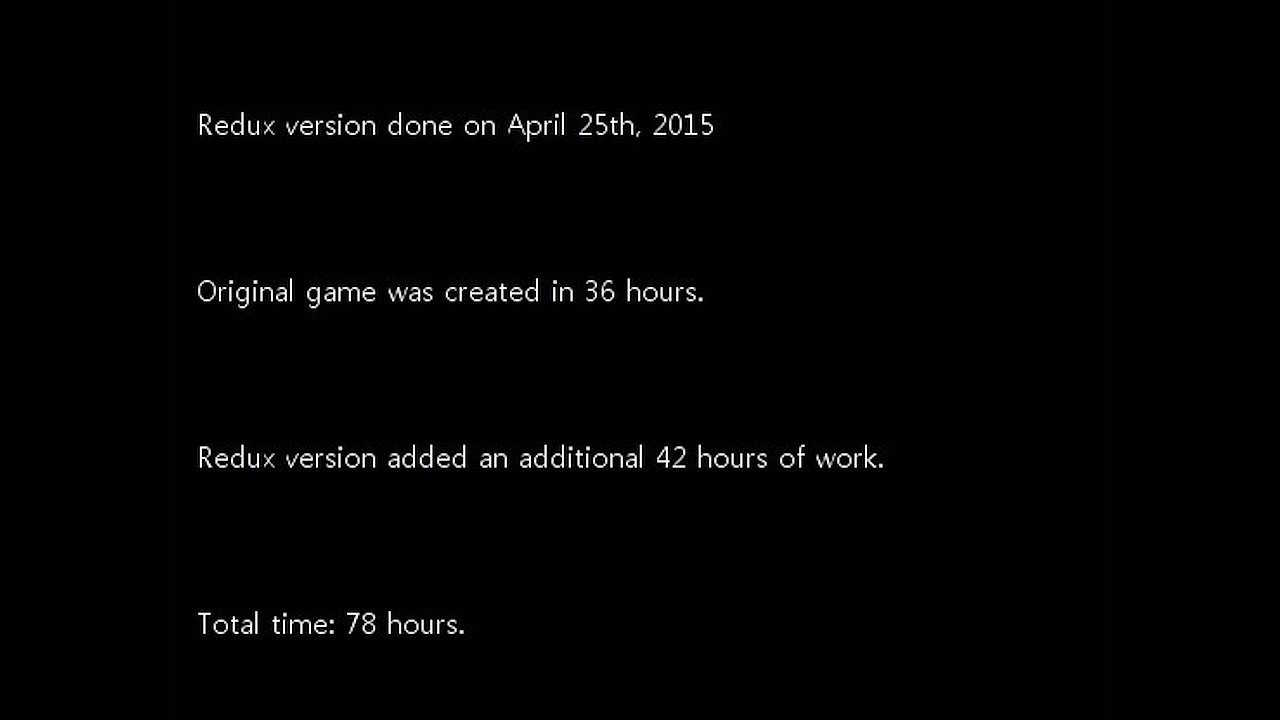 Redux version done on April 25th, 2015
Original game was created in 36 hours.
Redux version added an additional 42 hours of work.
Total time: 78 hours.